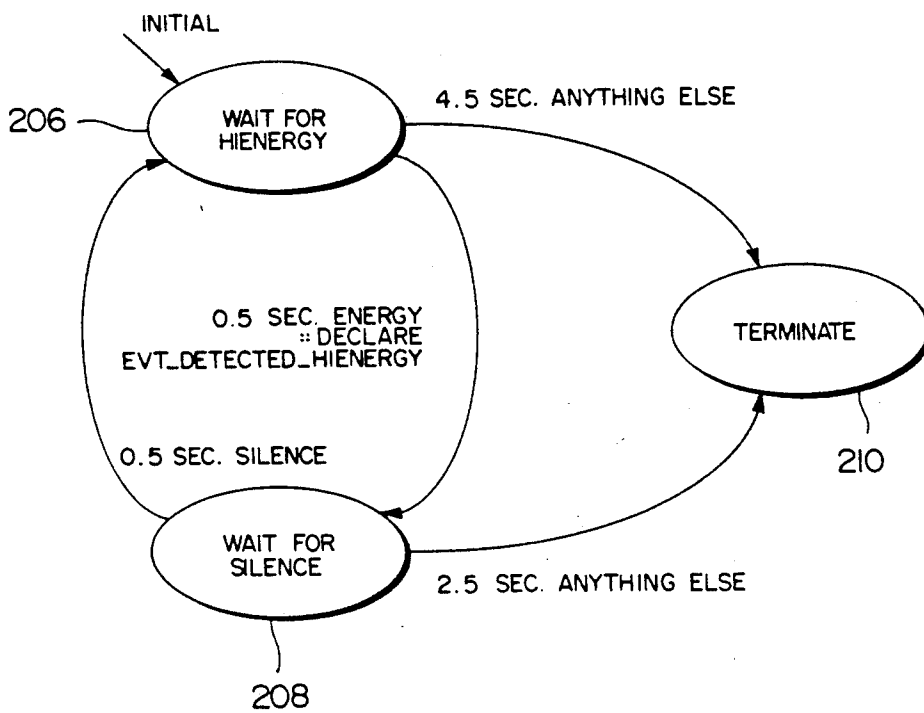 INITIAL
206
WAIT FOR
HIENERGY
4.5 SEC. ANYTHING ELSE
0.5 SEC. ENERGY
:: DECLARE
EVT_DETECTED_HIENERGY
TERMINATE
210
0.5 SEC. SILENCE
WAIT FOR
SILENCE
2.5 SEC. ANYTHING ELSE
208